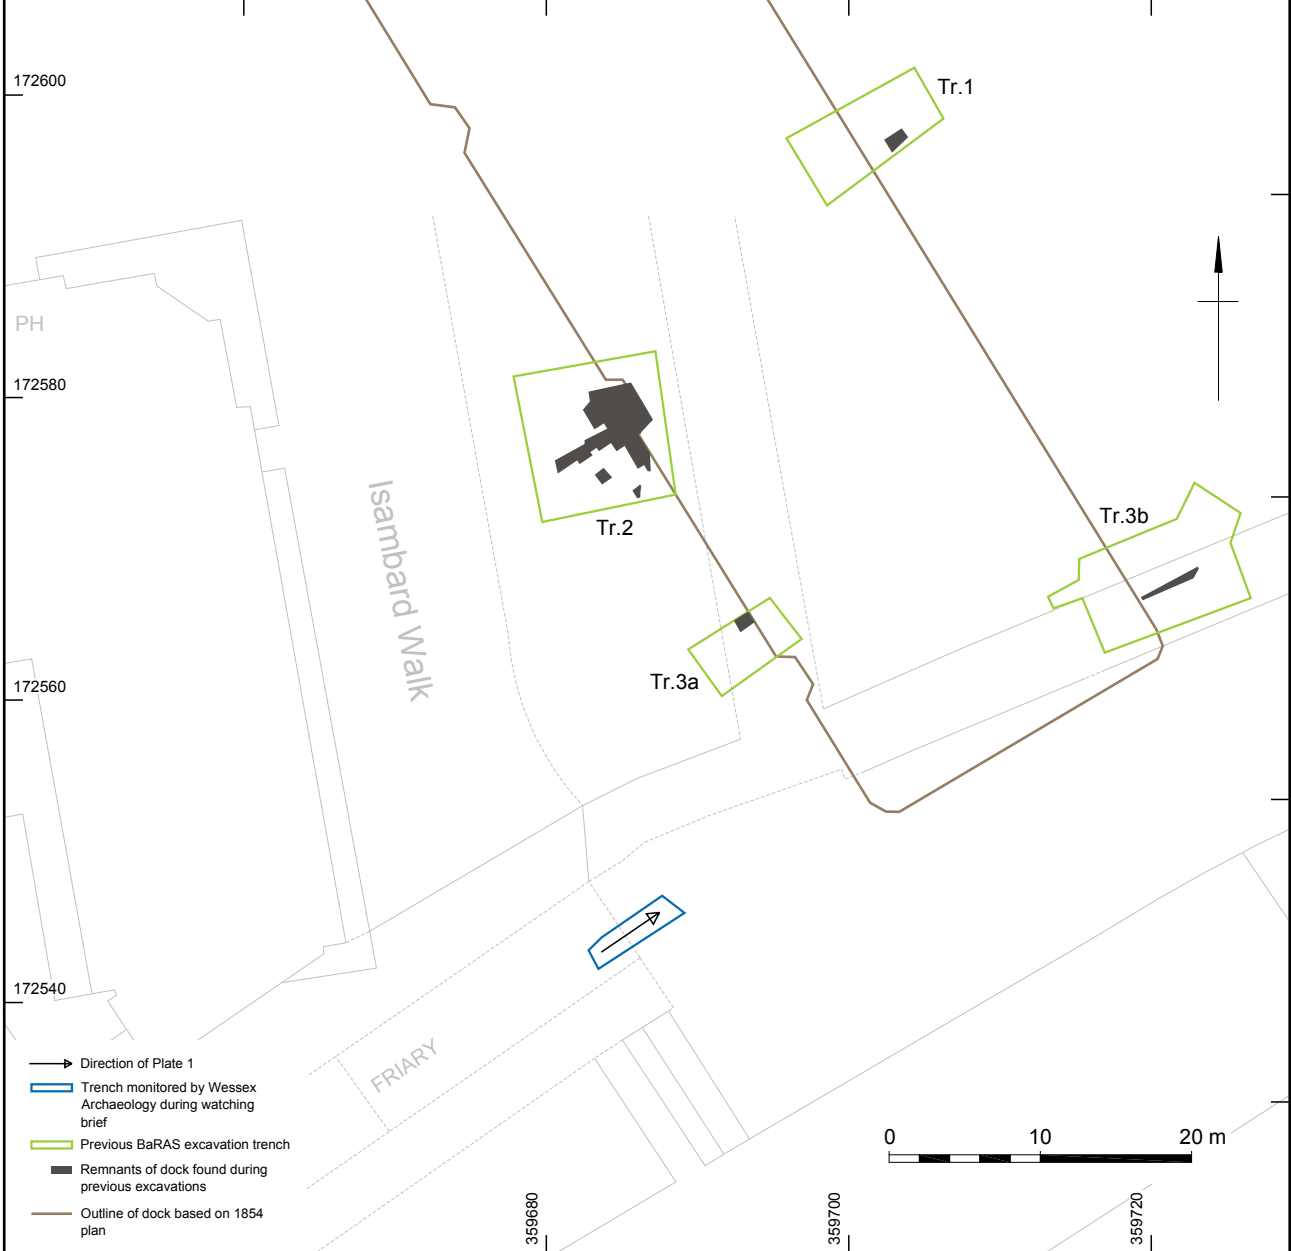 172600
Tr.1
PH
172580
Isambard Walk
Tr.2
Tr.3b
172560
Tr.3a
172540
FRIARY
Direction of Plate 1
Trench monitored by Wessex
Archaeology during watching
brief
Previous BaRAS excavation trench
Remnants of dock found during
previous excavations
Outline of dock based on 1854
plan
0 10 20 m
359680
359700
359720